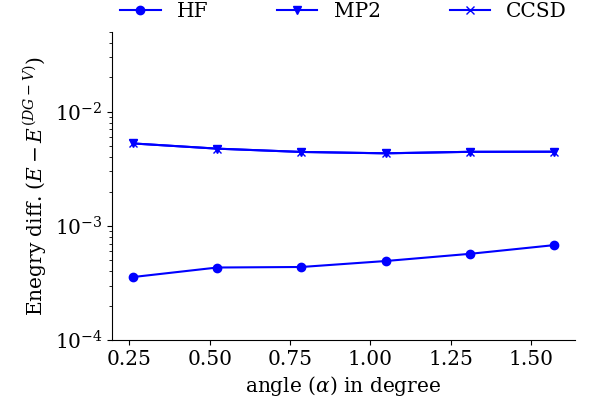 HF MP2 CCSD
Enegry diff. (E − E^(DG−V))
10^−2
10^−3
10^−4
0.25 0.50 0.75 1.00 1.25 1.50
angle (α) in degree